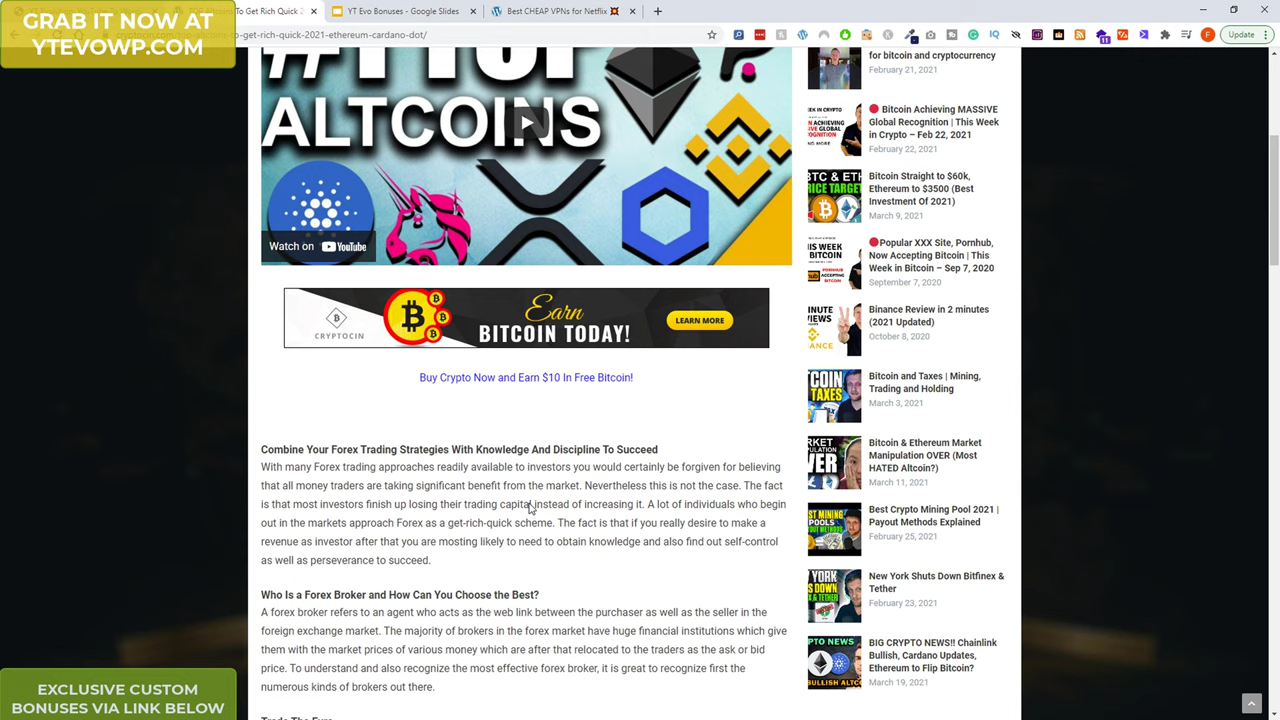 GRAB IT NOW AT
YTEVOWP.COM
YT Evo Bonuses - Google Sheets
Best CHEAP VPNs for Netflix
get-rich-quick-2021-ethereum-cardano-dot/
Update
ALTCOINS
Watch on YouTube
CRYPTOCIN
Earn
BITCOIN TODAY!
LEARN MORE
Buy Crypto Now and Earn $10 In Free Bitcoin!
Combine Your Forex Trading Strategies With Knowledge And Discipline To Succeed
With many Forex trading approaches readily available to investors you would certainly be forgiven for believing
that all money traders are taking significant benefit from the market. Nevertheless this is not the case. The fact
is that most investors finish up losing their trading capital instead of increasing it. A lot of individuals who begin
out in the markets approach Forex as a get-rich-quick scheme. The fact is that if you really desire to make a
revenue as investor after that you are mosting likely to need to obtain knowledge and also find out self-control
as well as perseverance to succeed.
Who Is a Forex Broker and How Can You Choose the Best?
A forex broker refers to an agent who acts as the web link between the purchaser as well as the seller in the
foreign exchange market. The majority of brokers in the forex market have huge financial institutions which give
them with the market prices of various money which are after that relocated to the traders as the ask or bid
price. To understand and also recognize the most effective forex broker, it is great to recognize first the
numerous kinds of brokers out there.
for bitcoin and cryptocurrency
February 21, 2021
Bitcoin Achieving MASSIVE
Global Recognition | This Week
in Crypto – Feb 22, 2021
February 22, 2021
Bitcoin Straight to $60k,
Ethereum to $3500 (Best
Investment Of 2021)
March 9, 2021
Popular XXX Site, Pornhub,
Now Accepting Bitcoin | This
Week in Bitcoin – Sep 7, 2020
September 7, 2020
Binance Review in 2 minutes
(2021 Updated)
October 8, 2020
Bitcoin and Taxes | Mining,
Trading and Holding
March 3, 2021
Bitcoin & Ethereum Market
Manipulation OVER (Most
HATED Altcoin?)
March 11, 2021
Best Crypto Mining Pool 2021 |
Payout Methods Explained
February 25, 2021
New York Shuts Down Bitfinex &
Tether
February 23, 2021
BIG CRYPTO NEWS!! Chainlink
Bullish, Cardano Updates,
Ethereum to Flip Bitcoin?
March 19, 2021
EXCLUSIVE CUSTOM
BONUSES VIA LINK BELOW